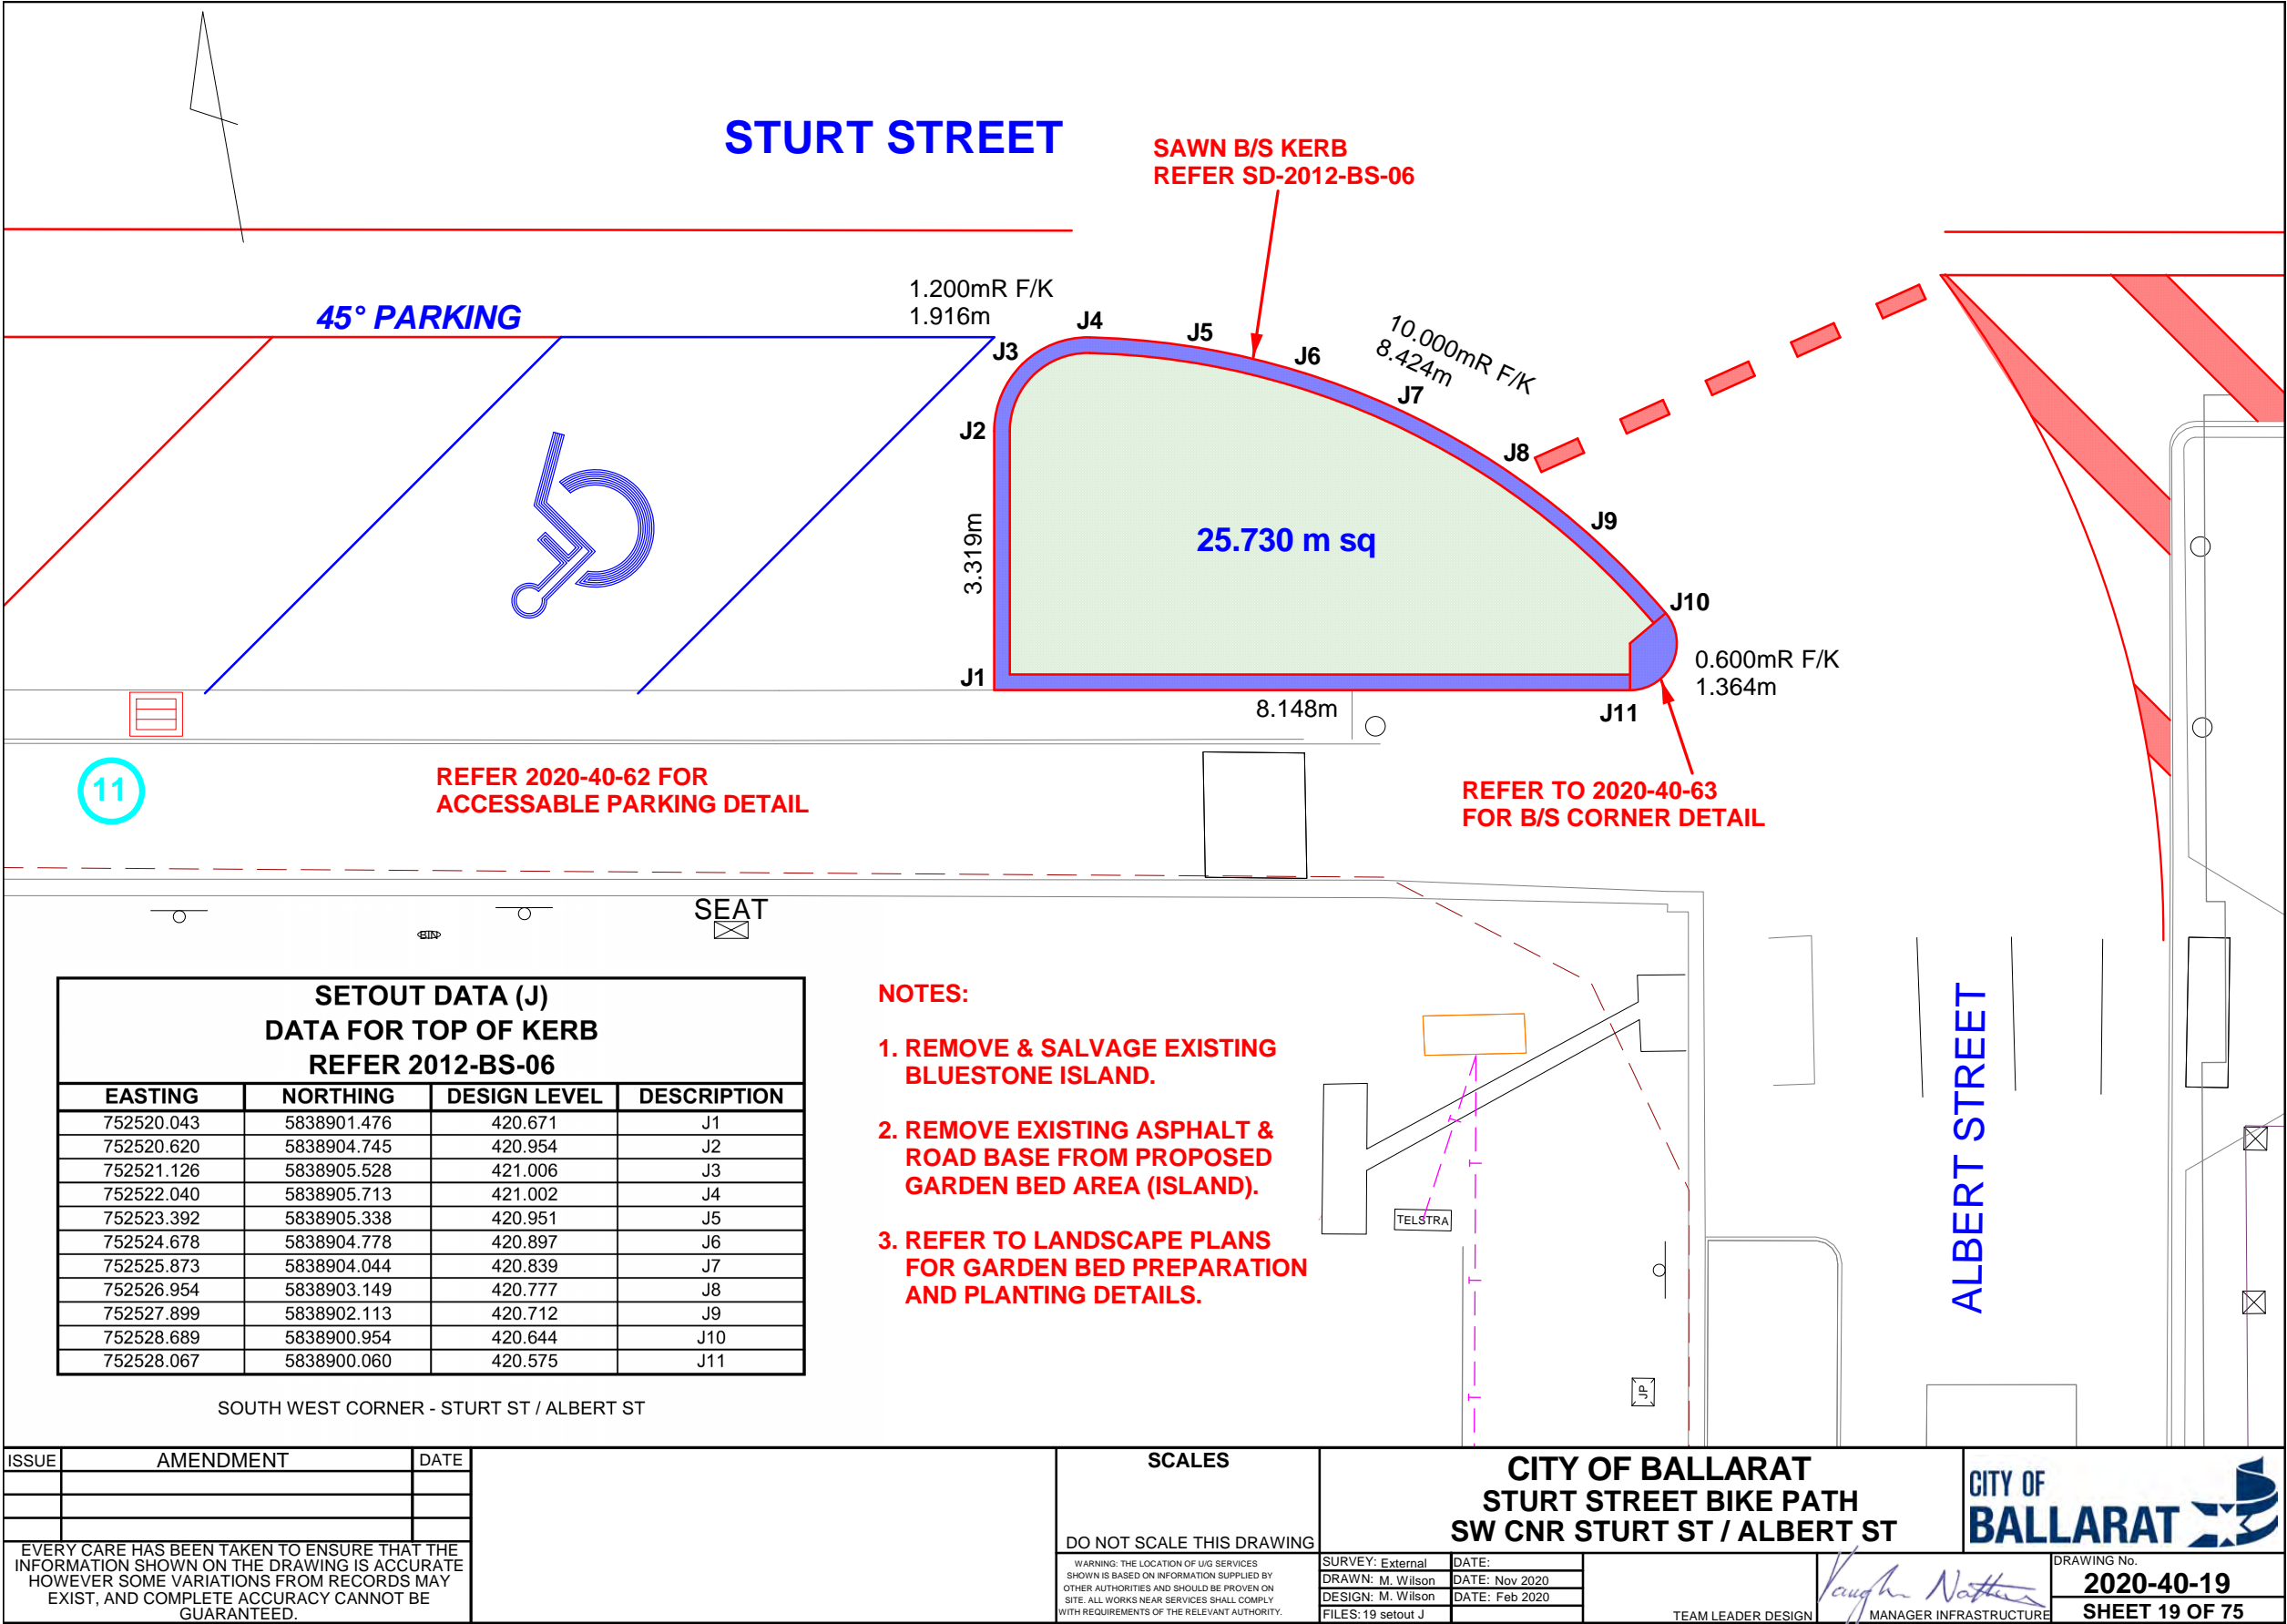 STURT STREET
SAWN B/S KERB
REFER SD-2012-BS-06
45° PARKING
1.200mR F/K
1.916m
J3
J4
J5
J6
10.000mR F/K
8.424m
J7
J2
J8
J9
3.319m
25.730 m sq
J10
0.600mR F/K
1.364m
J1
8.148m
J11
11
REFER 2020-40-62 FOR
ACCESSABLE PARKING DETAIL
REFER TO 2020-40-63
FOR B/S CORNER DETAIL
SEAT
BIN
SETOUT DATA (J)
DATA FOR TOP OF KERB
REFER 2012-BS-06
EASTING NORTHING DESIGN LEVEL DESCRIPTION
752520.043 5838901.476 420.671 J1
752520.620 5838904.745 420.954 J2
752521.126 5838905.528 421.006 J3
752522.040 5838905.713 421.002 J4
752523.392 5838905.338 420.951 J5
752524.678 5838904.778 420.897 J6
752525.873 5838904.044 420.839 J7
752526.954 5838903.149 420.777 J8
752527.899 5838902.113 420.712 J9
752528.689 5838900.954 420.644 J10
752528.067 5838900.060 420.575 J11
SOUTH WEST CORNER - STURT ST / ALBERT ST
NOTES:
1. REMOVE & SALVAGE EXISTING
BLUESTONE ISLAND.
2. REMOVE EXISTING ASPHALT &
ROAD BASE FROM PROPOSED
GARDEN BED AREA (ISLAND).
3. REFER TO LANDSCAPE PLANS
FOR GARDEN BED PREPARATION
AND PLANTING DETAILS.
TELSTRA
JP
ALBERT STREET
ISSUE AMENDMENT DATE
EVERY CARE HAS BEEN TAKEN TO ENSURE THAT THE
INFORMATION SHOWN ON THE DRAWING IS ACCURATE
HOWEVER SOME VARIATIONS FROM RECORDS MAY
EXIST, AND COMPLETE ACCURACY CANNOT BE
GUARANTEED.
SCALES
DO NOT SCALE THIS DRAWING
WARNING: THE LOCATION OF U/G SERVICES
SHOWN IS BASED ON INFORMATION SUPPLIED BY
OTHER AUTHORITIES AND SHOULD BE PROVEN ON
SITE. ALL WORKS NEAR SERVICES SHALL COMPLY
WITH REQUIREMENTS OF THE RELEVANT AUTHORITY.
CITY OF BALLARAT
STURT STREET BIKE PATH
SW CNR STURT ST / ALBERT ST
SURVEY: External DATE:
DRAWN: M. Wilson DATE: Nov 2020
DESIGN: M. Wilson DATE: Feb 2020
FILES: 19 setout J
TEAM LEADER DESIGN
MANAGER INFRASTRUCTURE
CITY OF
BALLARAT
DRAWING No.
2020-40-19
SHEET 19 OF 75